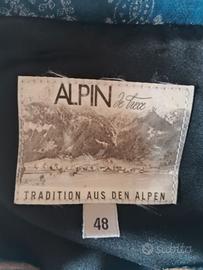 ALPIN de luxe
TRADITION AUS DEN ALPEN
48
subito